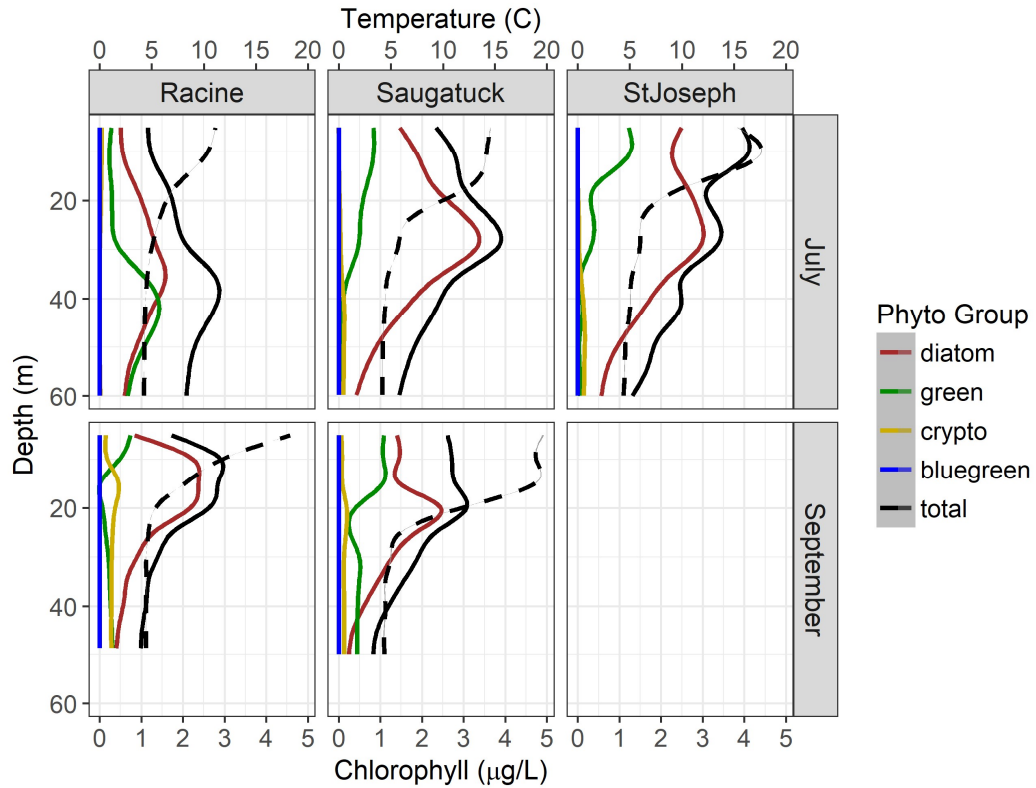 Temperature (C)
0 5 10 15 20 0 5 10 15 20 0 5 10 15 20
Racine Saugatuck StJoseph
20
40
60
July
Depth (m)
20
40
60
September
0 1 2 3 4 5 0 1 2 3 4 5 0 1 2 3 4 5
Chlorophyll (μg/L)
Phyto Group
diatom
green
crypto
bluegreen
total